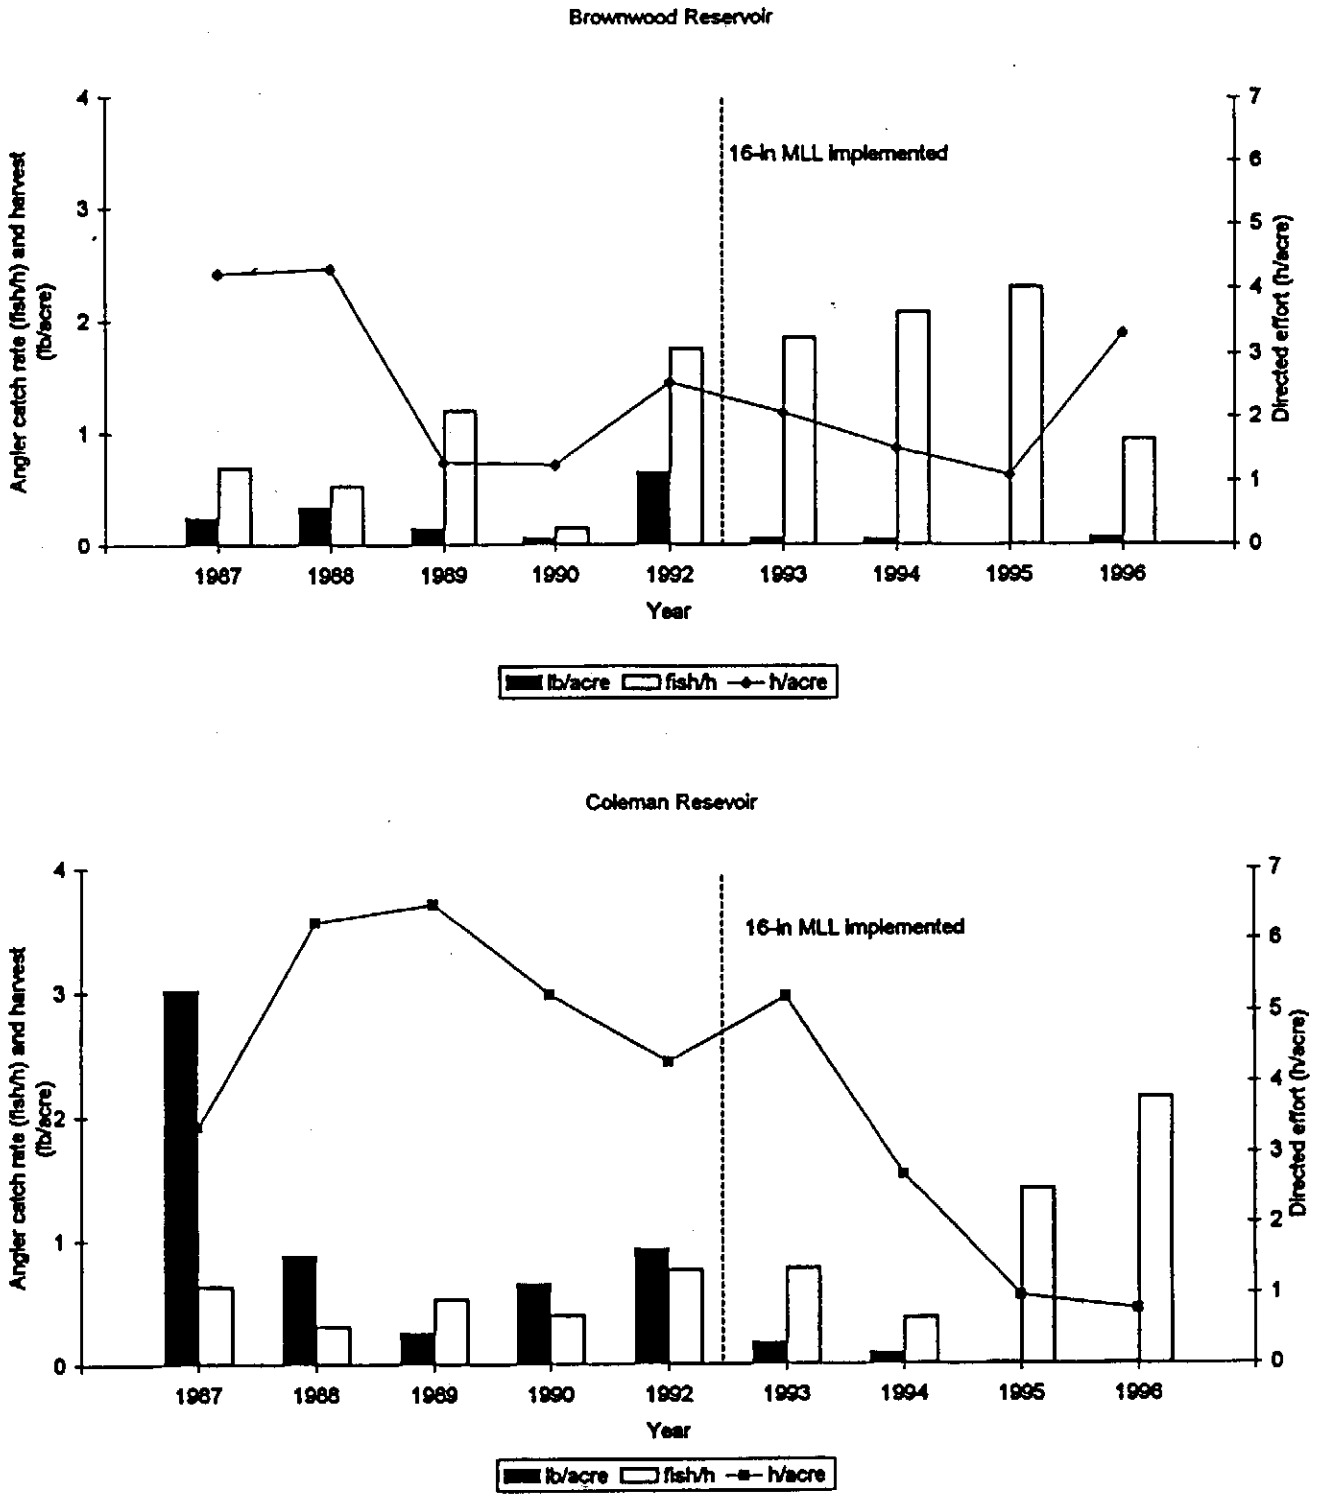 Brownwood Reservoir
4
3
2
1
0
Angler catch rate (fish/h) and harvest
(lb/acre)
16-in MLL implemented
7
6
5
4
3
2
1
0
Directed effort (h/acre)
1987 1988 1989 1990 1992 1993 1994 1995 1996
Year
lb/acre fish/h h/acre
Coleman Resevoir
4
3
2
1
0
Angler catch rate (fish/h) and harvest
(lb/acre)
16-in MLL implemented
7
6
5
4
3
2
1
0
Directed effort (h/acre)
1987 1988 1989 1990 1992 1993 1994 1995 1996
Year
lb/acre fish/h h/acre